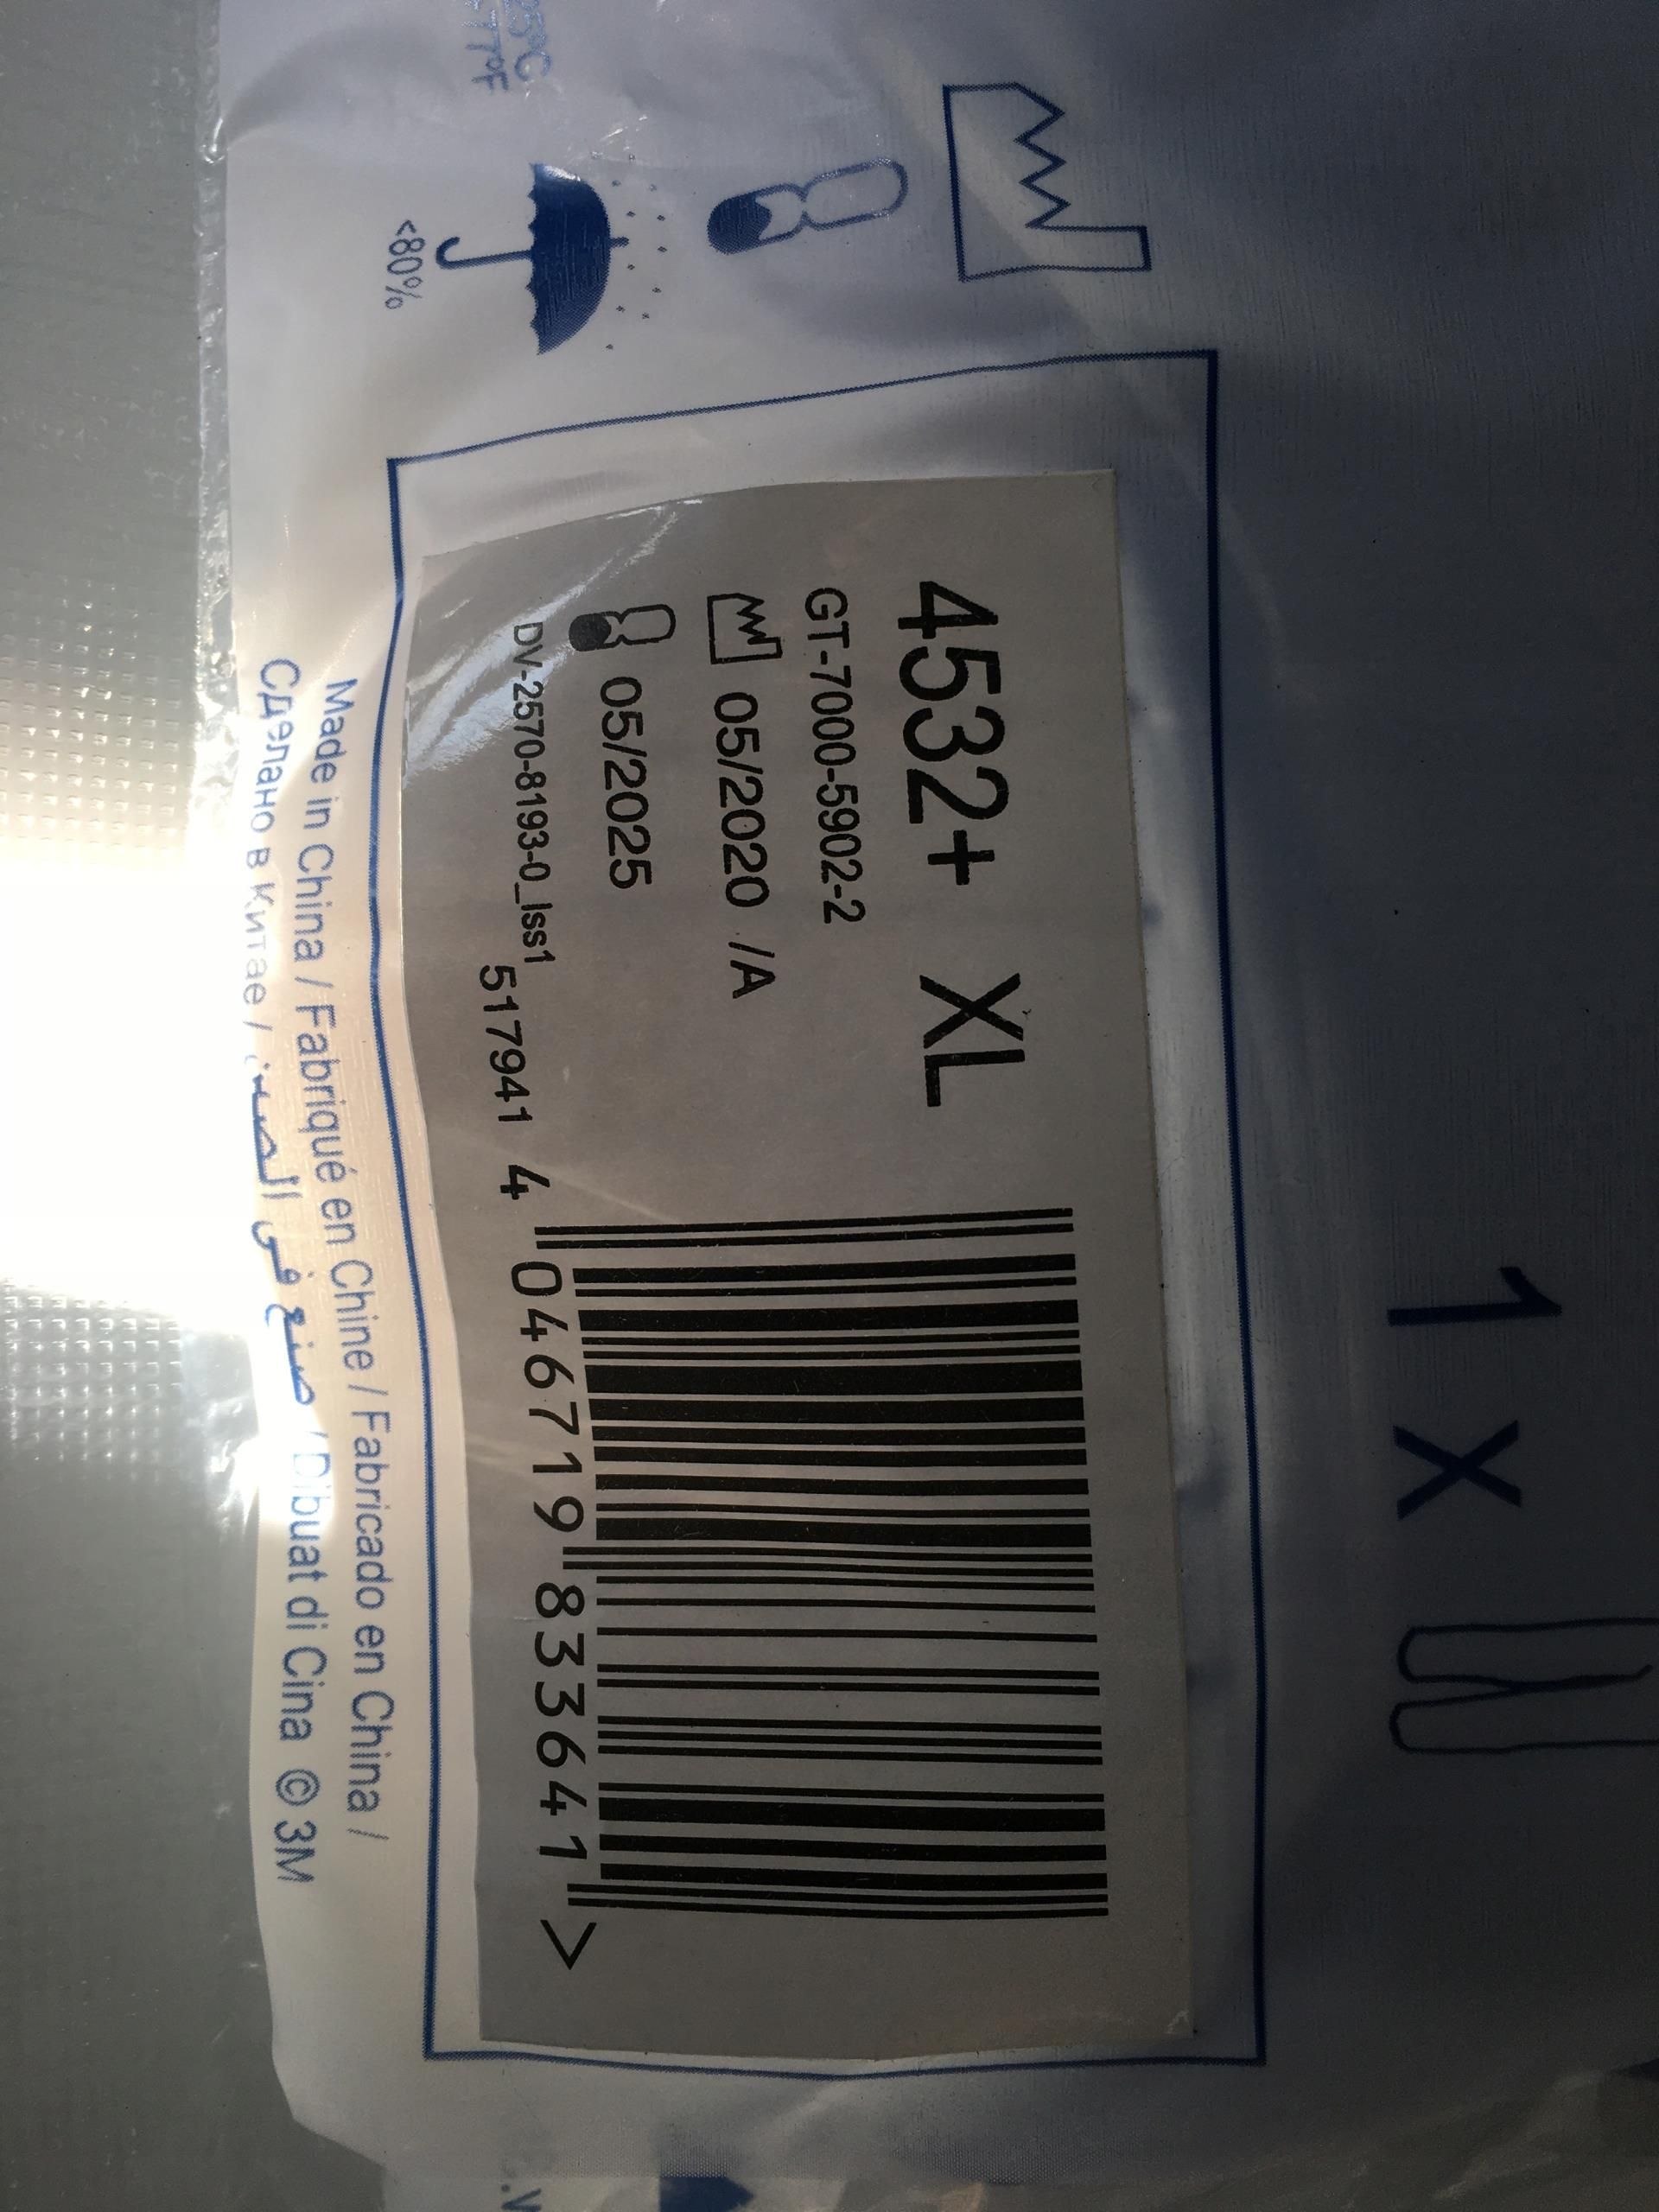 1 X
4532+ XL
GT-7000-5902-2
05/2020 /A
05/2025
DV-2570-8193-0_Iss1
517941
4 046719 833641 >
25°C
77°F
<80%
Made in China / Fabriqué en Chine / Fabricado en China /
Сделано в Китае / صنع في الصين / Dibuat di Cina © 3M